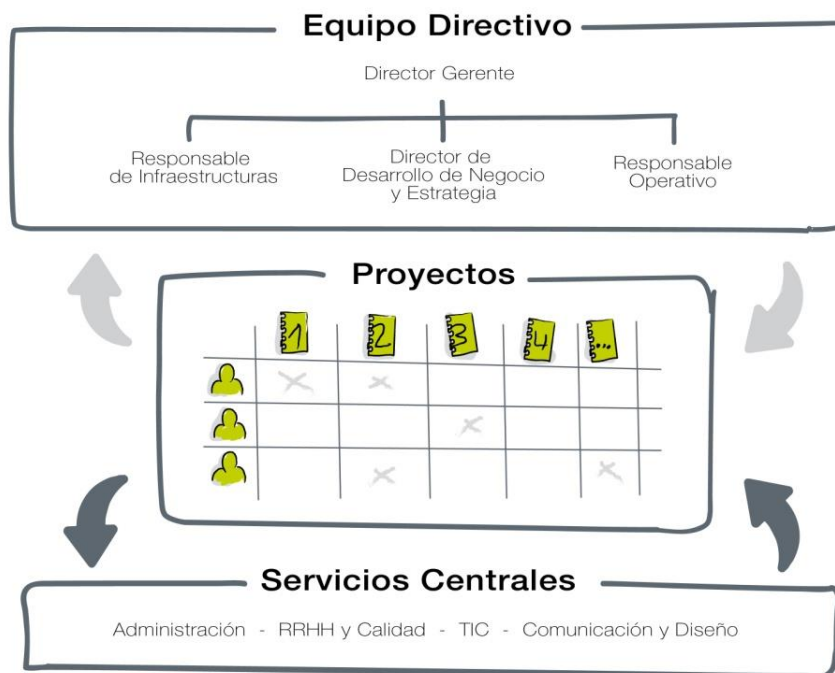 Equipo Directivo
Director Gerente
Responsable
de Infraestructuras
Director de
Desarrollo de Negocio
y Estrategia
Responsable
Operativo
Proyectos
1 2 3 4 ...
Servicios Centrales
Administración - RRHH y Calidad - TIC - Comunicación y Diseño